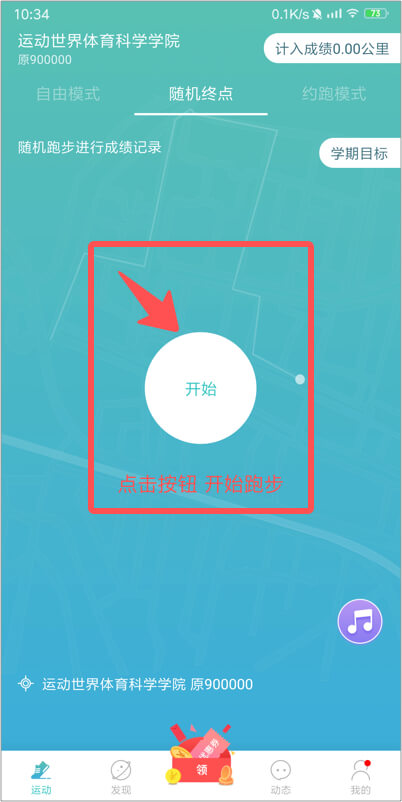 10:34
0.1K/s
73
运动世界体育科学学院
原900000
计入成绩0.00公里
自由模式
随机终点
约跑模式
随机跑步进行成绩记录
学期目标
开始
点击按钮 开始跑步
运动世界体育科学学院 原900000
优惠券
领
运动
发现
动态
我的